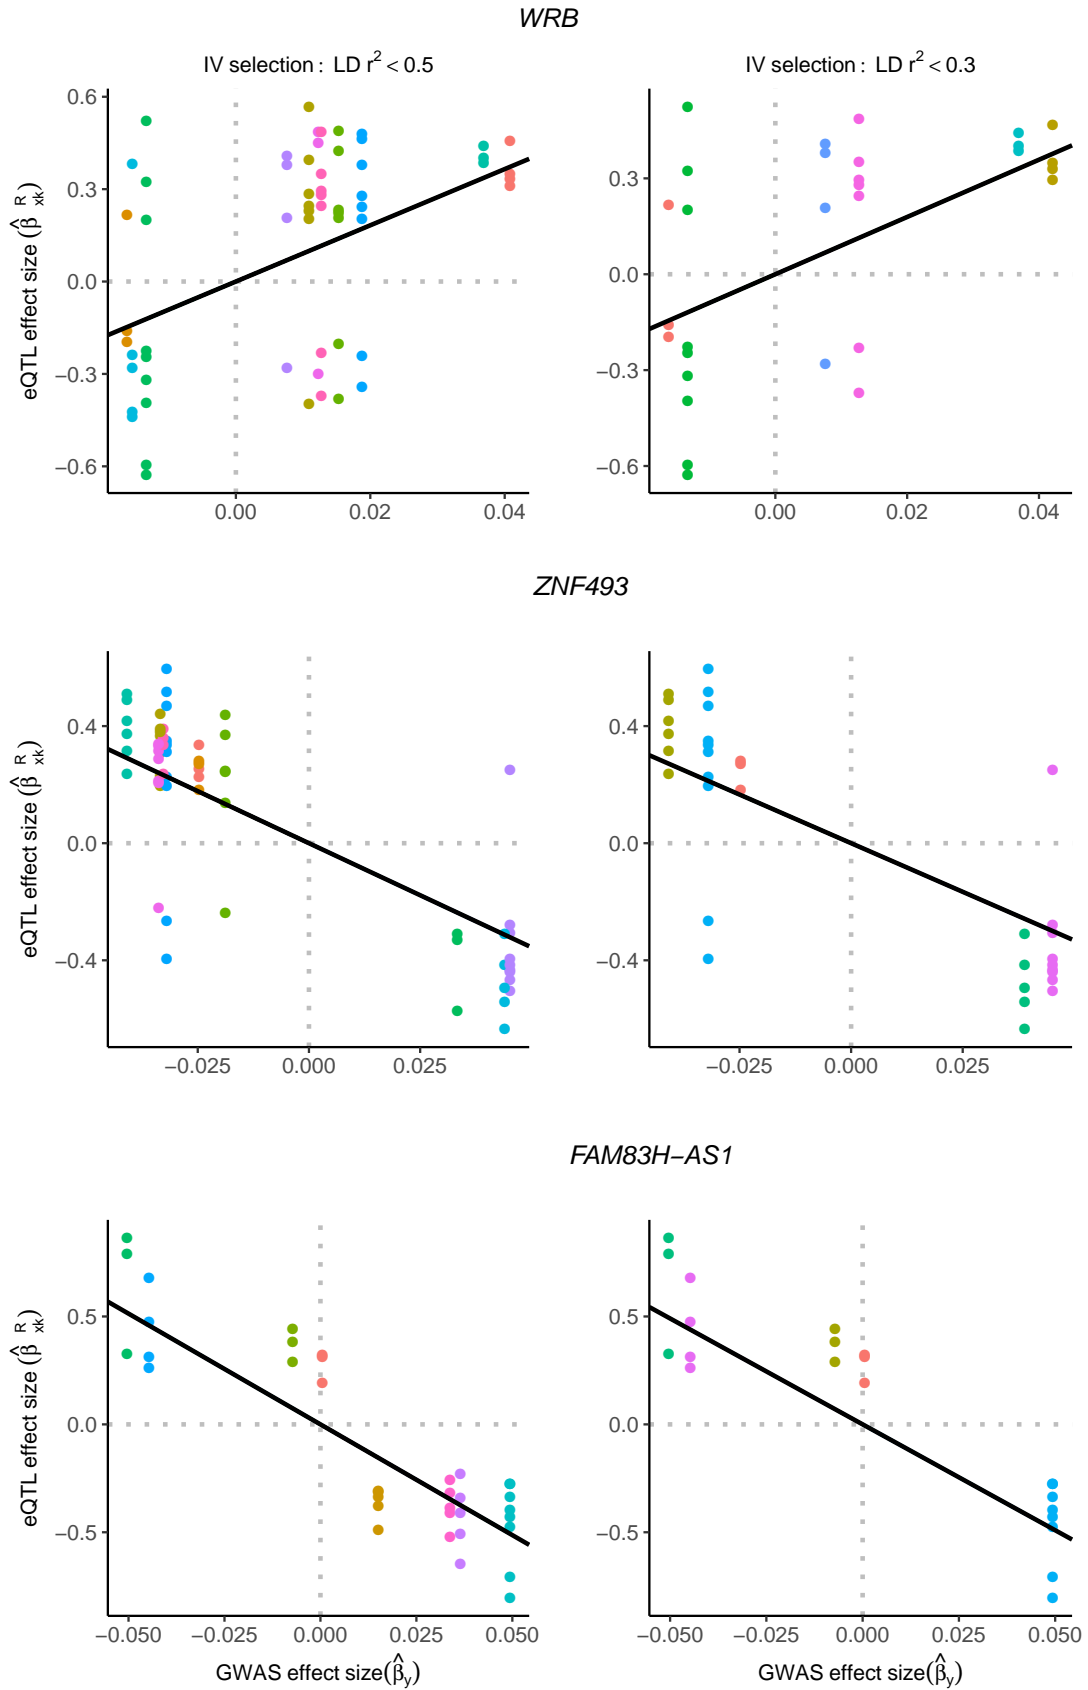 WRB
IV selection : LD r² < 0.5
IV selection : LD r² < 0.3
eQTL effect size (β̂ᴿxk)
0.6
0.3
0.0
−0.3
−0.6
0.00 0.02 0.04
0.3
0.0
−0.3
−0.6
0.00 0.02 0.04
ZNF493
eQTL effect size (β̂ᴿxk)
0.4
0.0
−0.4
−0.025 0.000 0.025
0.4
0.0
−0.4
−0.025 0.000 0.025
FAM83H−AS1
eQTL effect size (β̂ᴿxk)
0.5
0.0
−0.5
−0.050 −0.025 0.000 0.025 0.050
GWAS effect size(β̂y)
0.5
0.0
−0.5
−0.050 −0.025 0.000 0.025 0.050
GWAS effect size(β̂y)